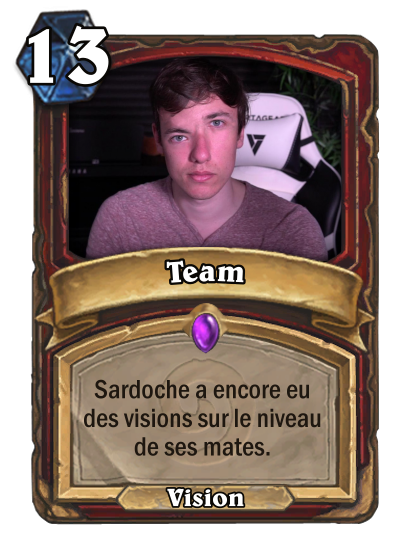 13
Team
Sardoche a encore eu
des visions sur le niveau
de ses mates.
Vision